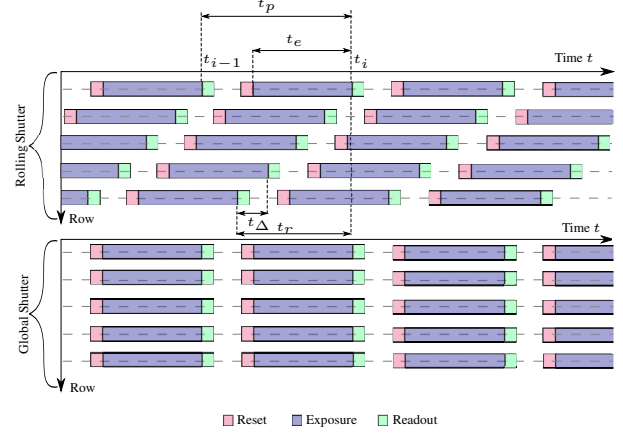 t_p
t_e
t_{i−1}
t_i
Time t
Rolling Shutter
Row
t_Δ
t_r
Time t
Global Shutter
Row
Reset
Exposure
Readout